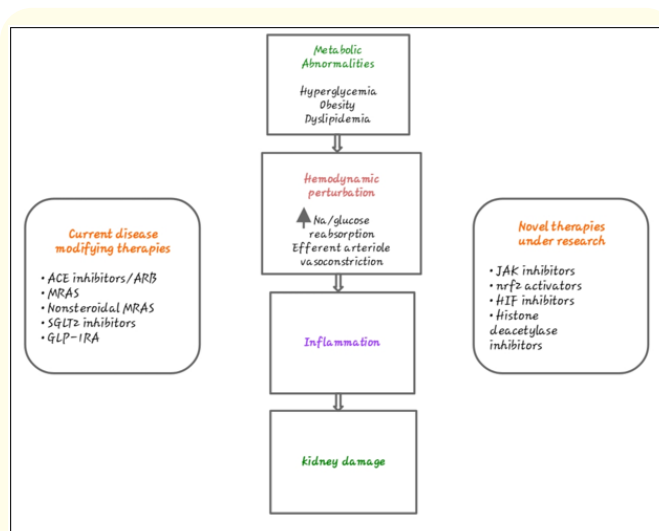 Metabolic
Abnormalities
Hyperglycemia
Obesity
Dyslipidemia
Hemodynamic
perturbation
Na/glucose
reabsorption
Efferent arteriole
vasoconstriction
Current disease
modifying therapies
• ACE inhibitors/ARB
• MRAS
• Nonsteroidal MRAS
• SGLT2 inhibitors
• GLP-IRA
Novel therapies
under research
• JAK inhibitors
• nrf2 activators
• HIF inhibitors
• Histone
deacetylase
inhibitors
Inflammation
kidney damage